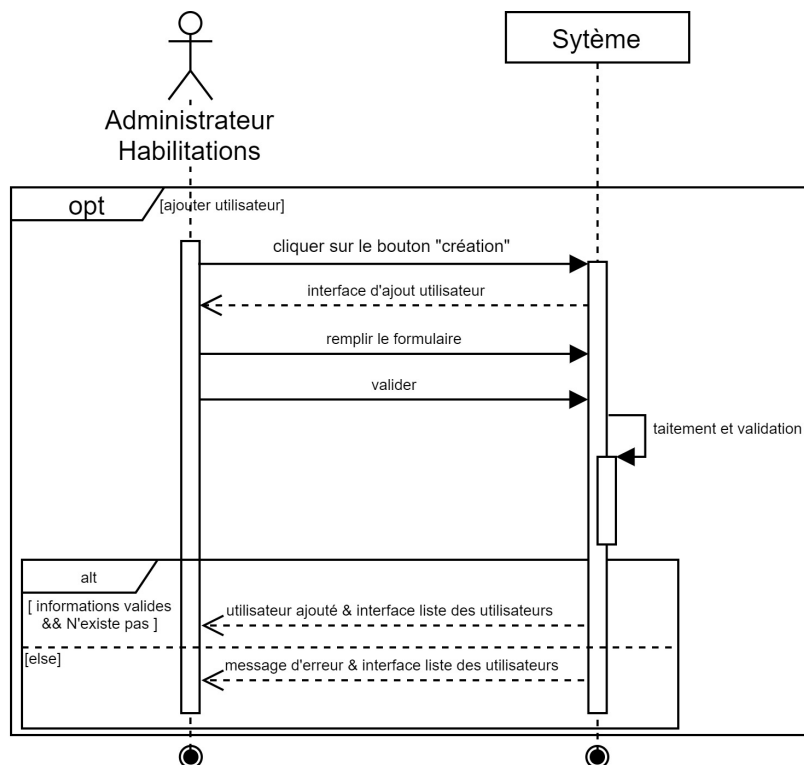 Sytème
Administrateur
Habilitations
opt
[ajouter utilisateur]
cliquer sur le bouton "création"
interface d'ajout utilisateur
remplir le formulaire
valider
taitement et validation
alt
[ informations valides
&& N'existe pas ]
utilisateur ajouté & interface liste des utilisateurs
[else]
message d'erreur & interface liste des utilisateurs